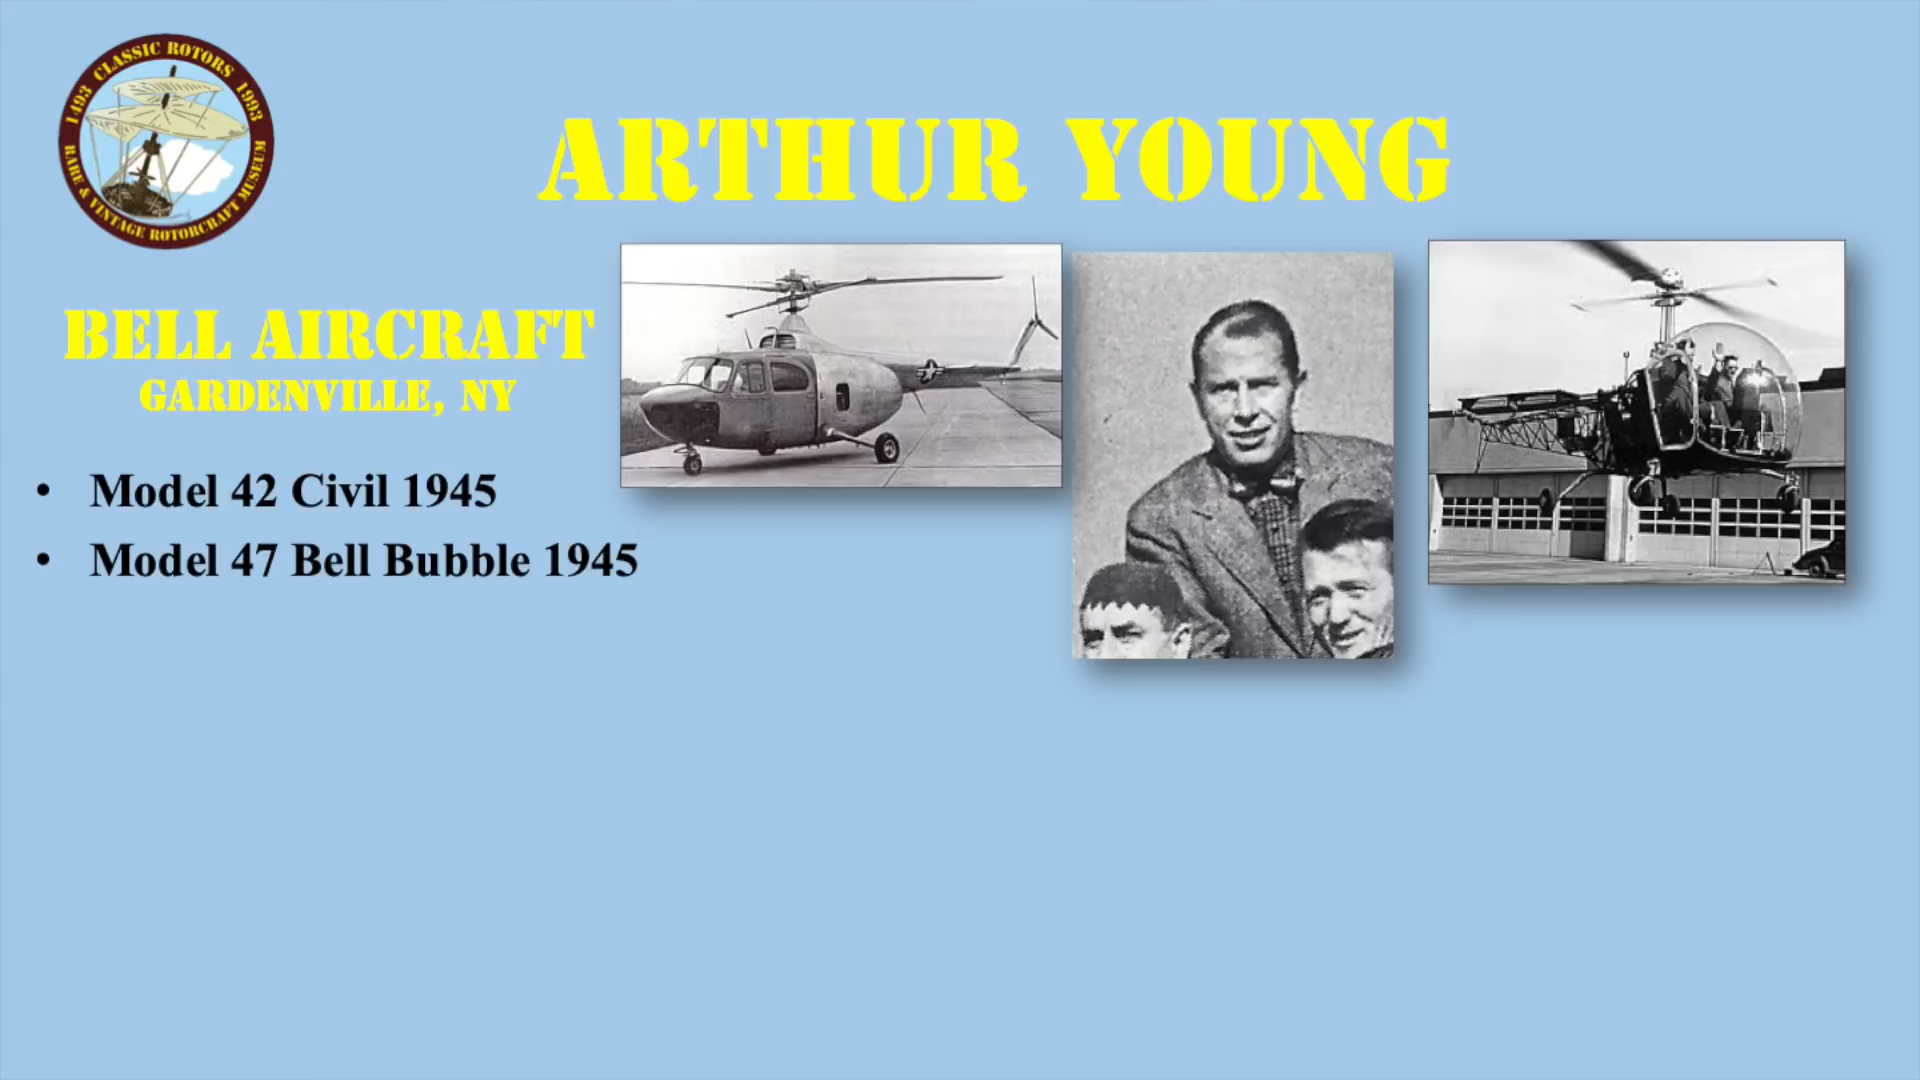 1493 CLASSIC ROTORS 1993
RARE & VINTAGE ROTORCRAFT MUSEUM
ARTHUR YOUNG
BELL AIRCRAFT
GARDENVILLE, NY
• Model 42 Civil 1945
• Model 47 Bell Bubble 1945